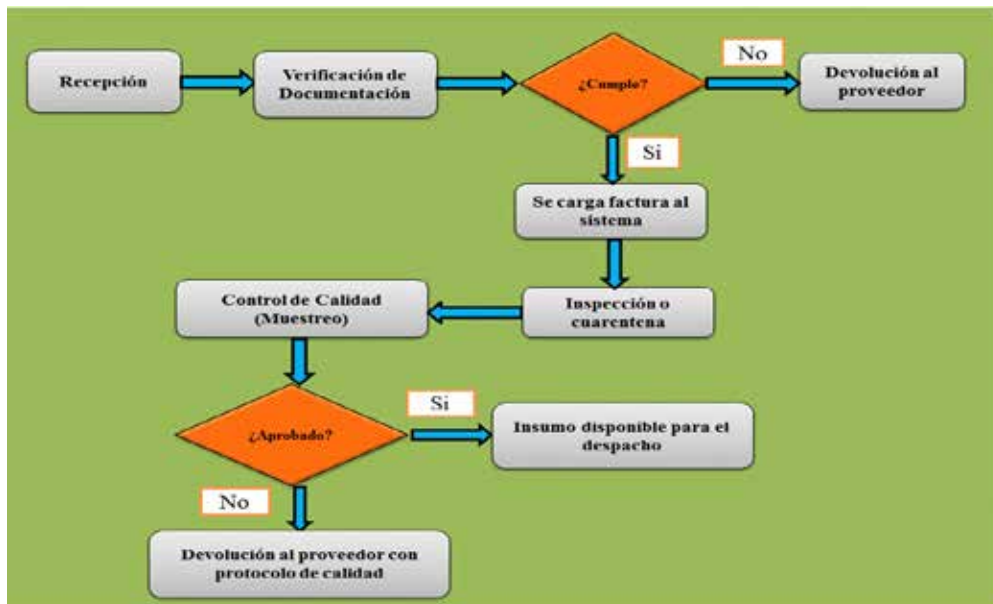 Recepción
Verificación de
Documentación
¿Cumplo?
No
Devolución al
proveedor
Si
Se carga factura al
sistema
Inspección o
cuarentena
Control de Calidad
(Muestreo)
¿Aprobado?
Si
Insumo disponible para el
despacho
No
Devolución al proveedor con
protocolo de calidad